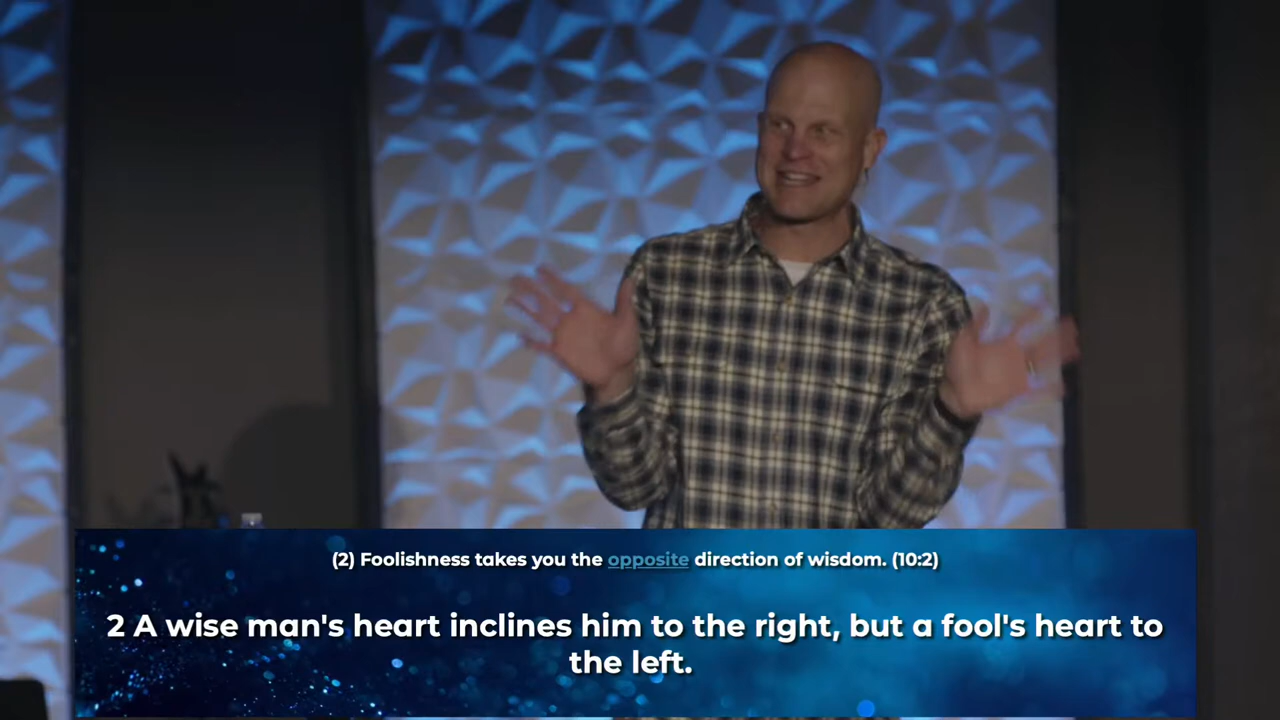 (2) Foolishness takes you the opposite direction of wisdom. (10:2)
2 A wise man's heart inclines him to the right, but a fool's heart to
the left.